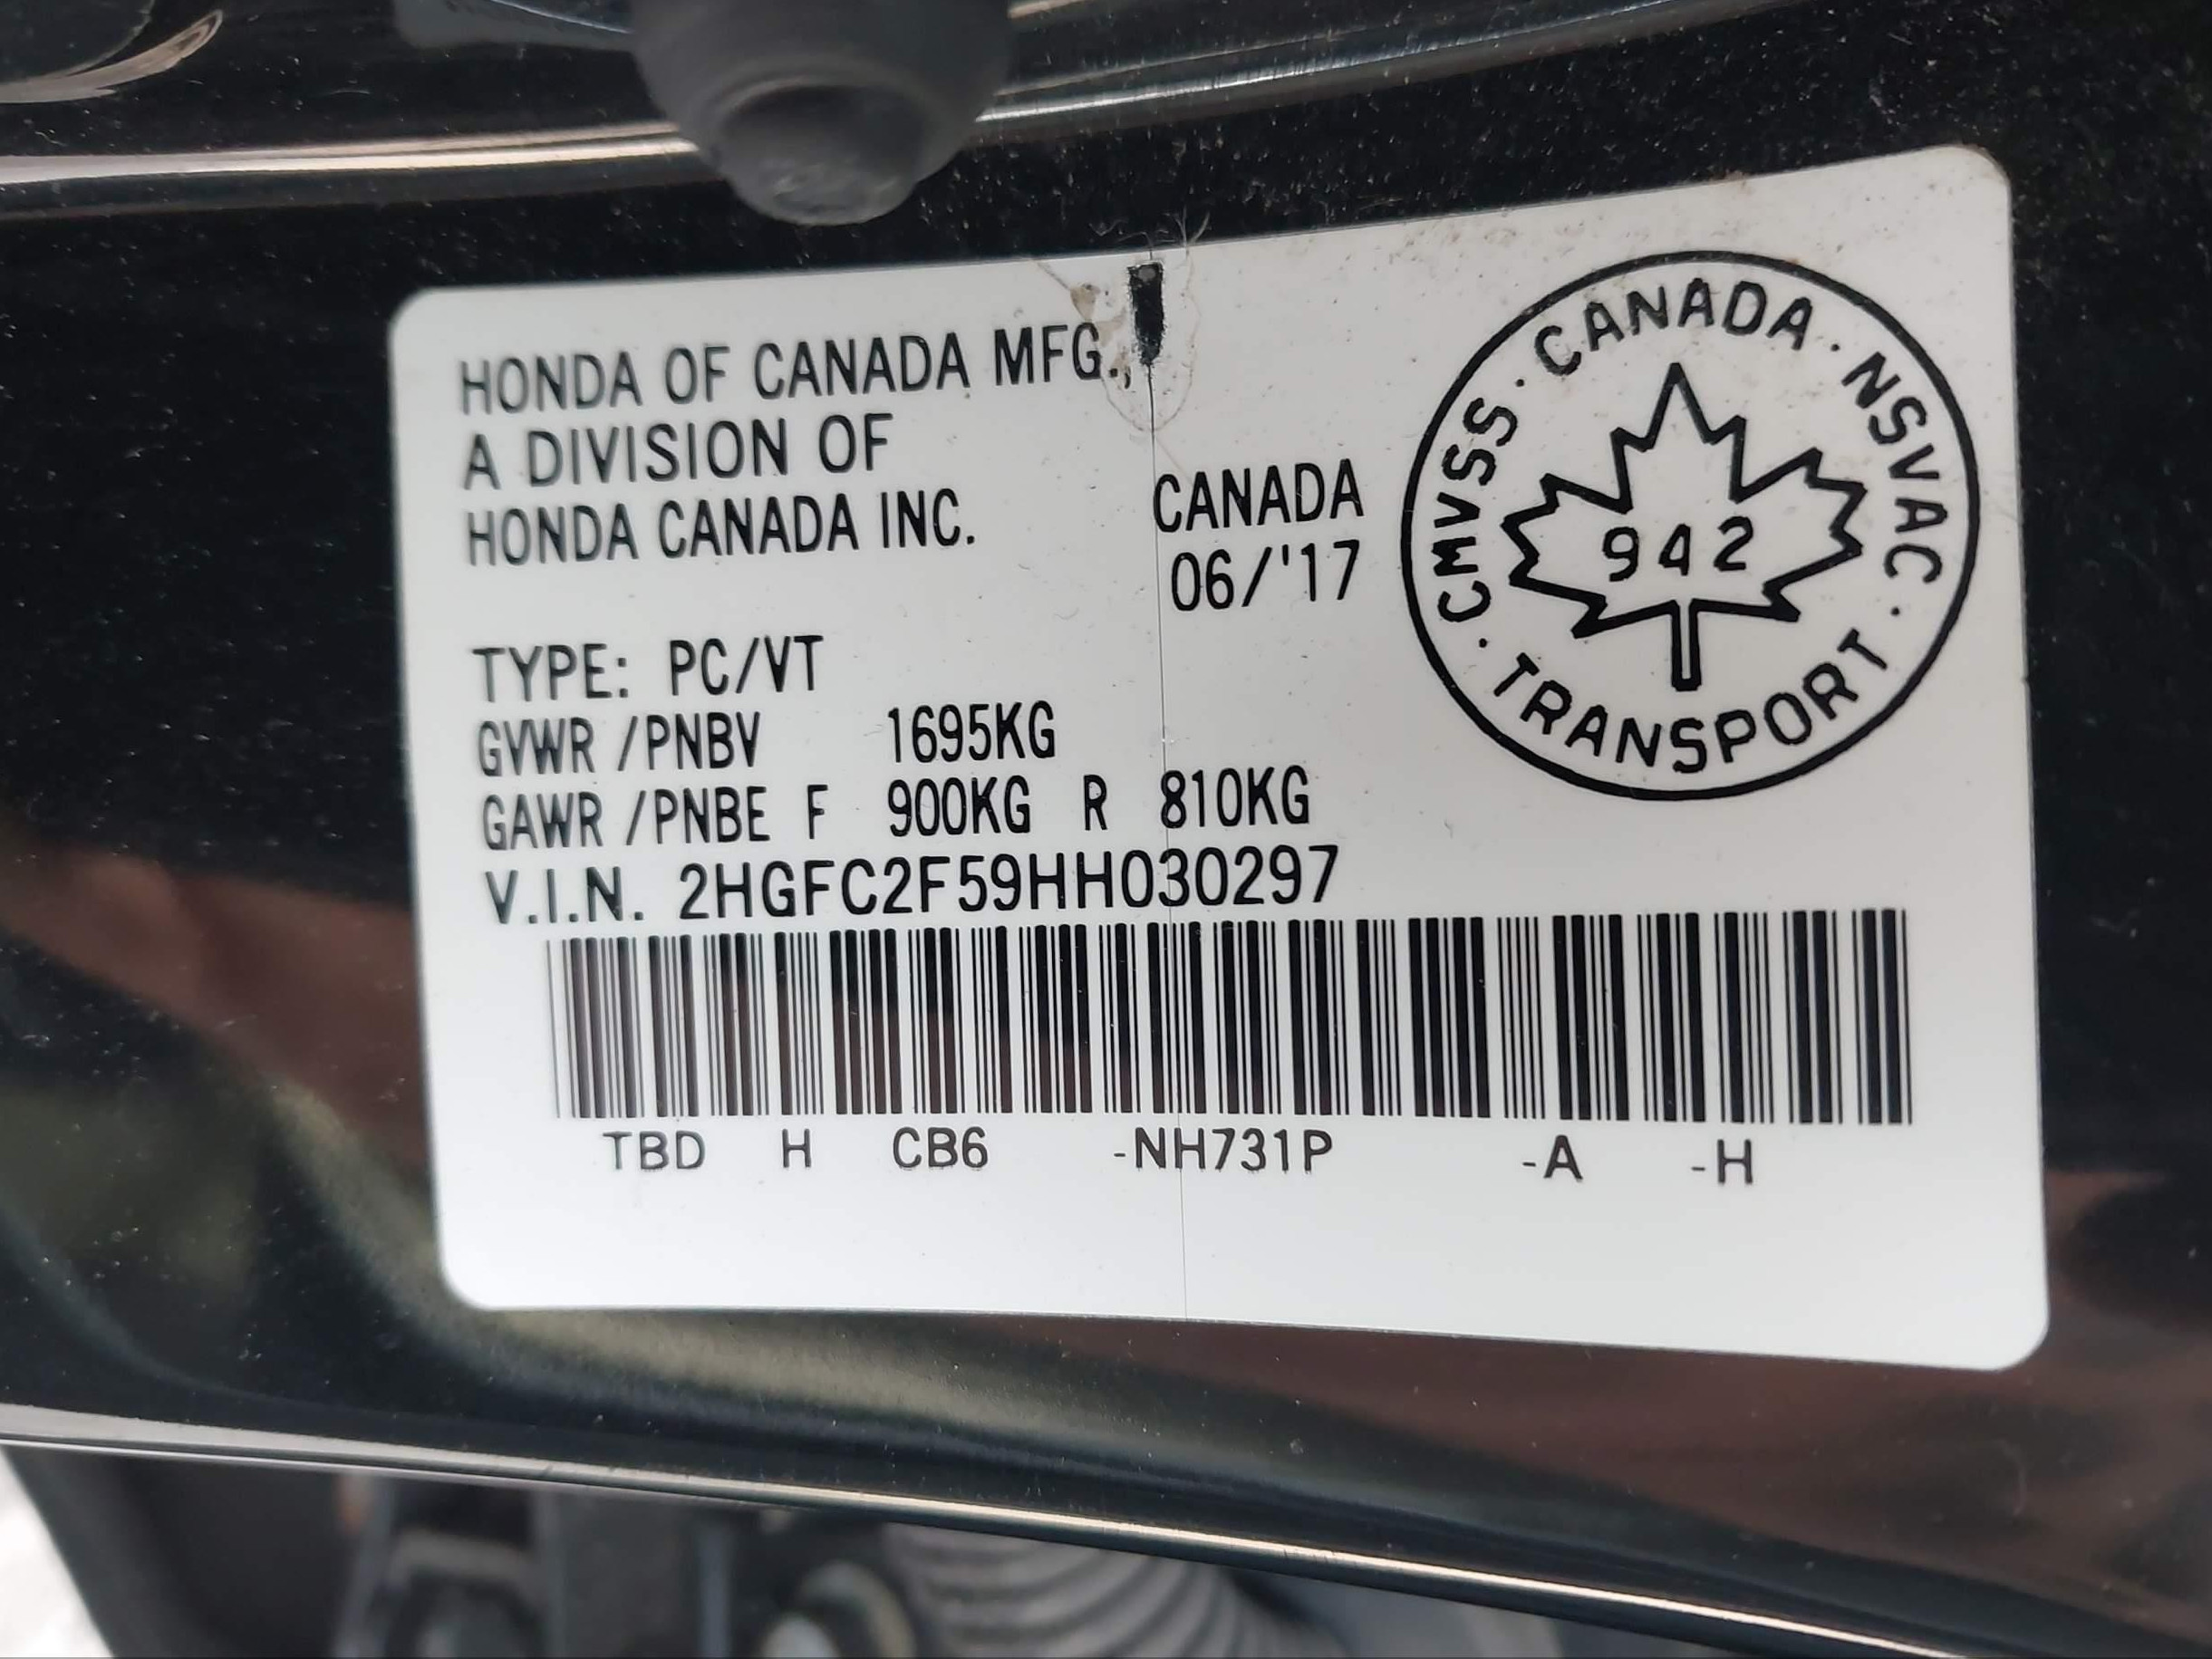 HONDA OF CANADA MFG.,
A DIVISION OF
HONDA CANADA INC.
CANADA
06/'17
TYPE: PC/VT
GVWR /PNBV 1695KG
GAWR /PNBE F 900KG R 810KG
V.I.N. 2HGFC2F59HH030297
TBD H CB6 -NH731P -A -H
CMVSS · CANADA · NSVAC ·
942
· TRANSPORT